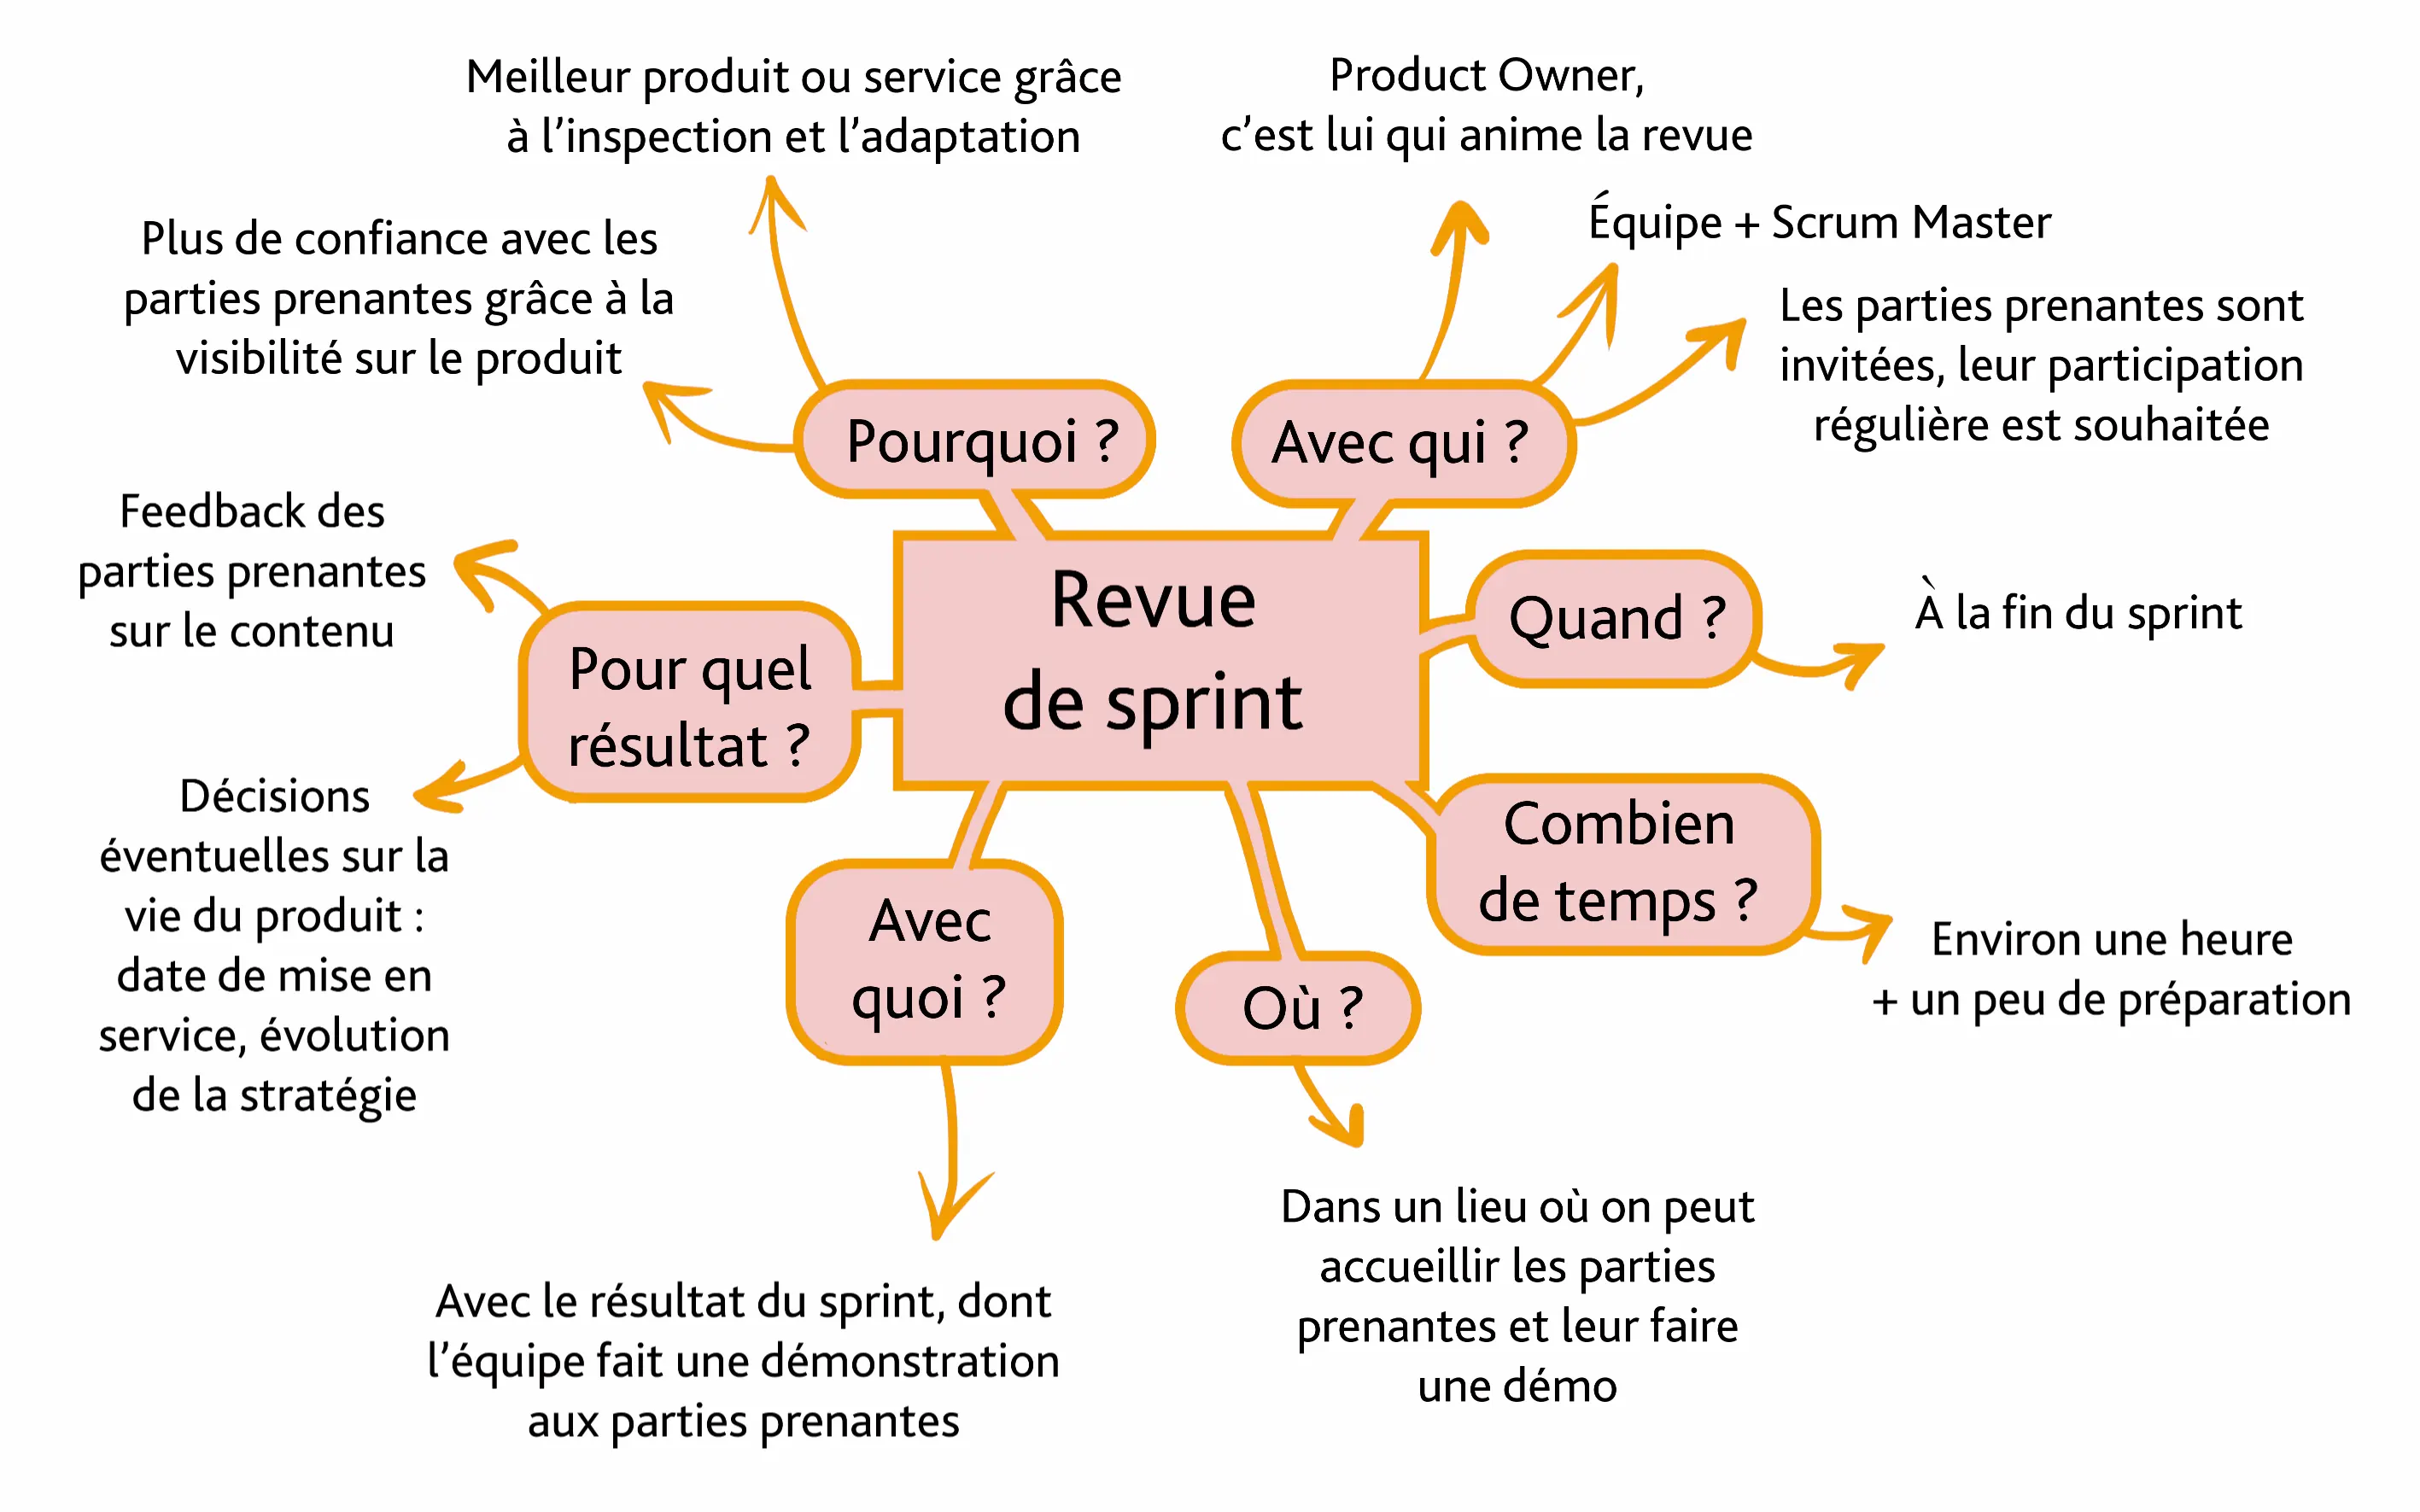 Meilleur produit ou service grâce
à l’inspection et l’adaptation
Product Owner,
c’est lui qui anime la revue
Équipe + Scrum Master
Plus de confiance avec les
parties prenantes grâce à la
visibilité sur le produit
Les parties prenantes sont
invitées, leur participation
régulière est souhaitée
Pourquoi ?
Avec qui ?
Feedback des
parties prenantes
sur le contenu
Revue
de sprint
Quand ?
À la fin du sprint
Pour quel
résultat ?
Décisions
éventuelles sur la
vie du produit :
date de mise en
service, évolution
de la stratégie
Combien
de temps ?
Environ une heure
+ un peu de préparation
Avec
quoi ?
Où ?
Dans un lieu où on peut
accueillir les parties
prenantes et leur faire
une démo
Avec le résultat du sprint, dont
l’équipe fait une démonstration
aux parties prenantes